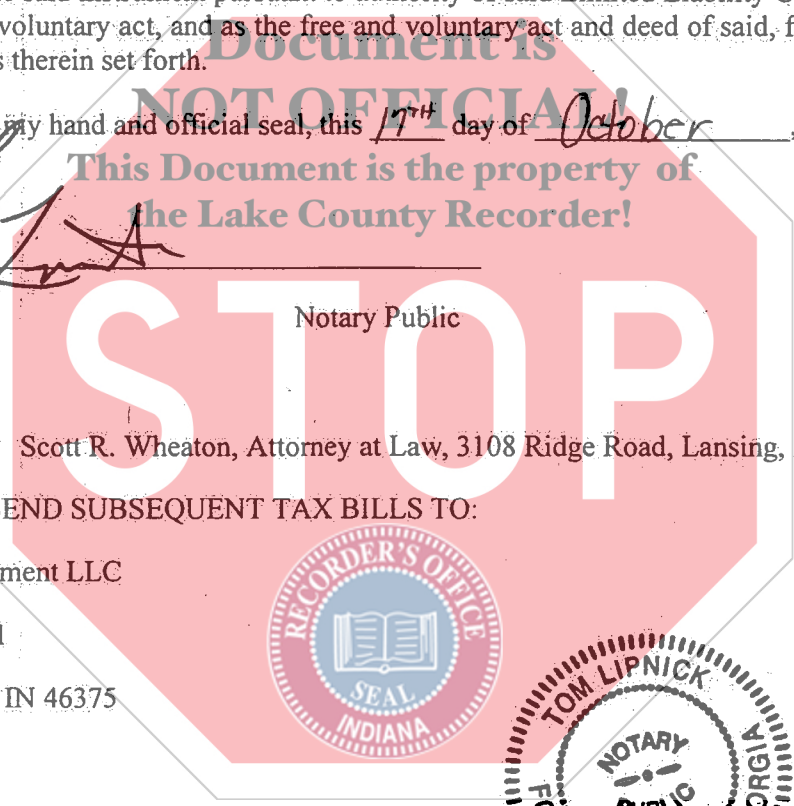 voluntary act, and as the free and voluntary act and deed of said, f
Document is
s therein set forth.
NOT OFFICIAL!
my hand and official seal, this 17TH day of October ,
This Document is the property of
the Lake County Recorder!
Notary Public
STOP
Scott R. Wheaton, Attorney at Law, 3108 Ridge Road, Lansing,
END SUBSEQUENT TAX BILLS TO:
ment LLC
IN 46375
RECORDER'S OFFICE
SEAL
INDIANA
TOM LIPNICK
NOTARY
PUBLIC